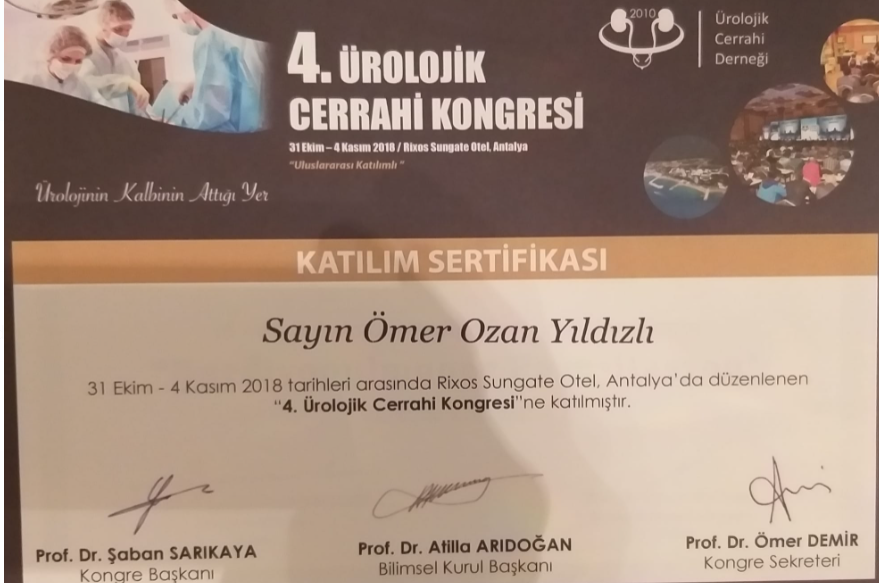 4. ÜROLOJİK
CERRAHİ KONGRESİ
31 Ekim – 4 Kasım 2018 / Rixos Sungate Otel, Antalya
"Uluslararası Katılımlı "
2010
Ürolojik
Cerrahi
Derneği
Ürolojinin Kalbinin Attığı Yer
KATILIM SERTİFİKASI
Sayın Ömer Ozan Yıldızlı
31 Ekim - 4 Kasım 2018 tarihleri arasında Rixos Sungate Otel, Antalya'da düzenlenen
"4. Ürolojik Cerrahi Kongresi"ne katılmıştır.
Prof. Dr. Şaban SARIKAYA
Kongre Başkanı
Prof. Dr. Atilla ARIDOĞAN
Bilimsel Kurul Başkanı
Prof. Dr. Ömer DEMİR
Kongre Sekreteri